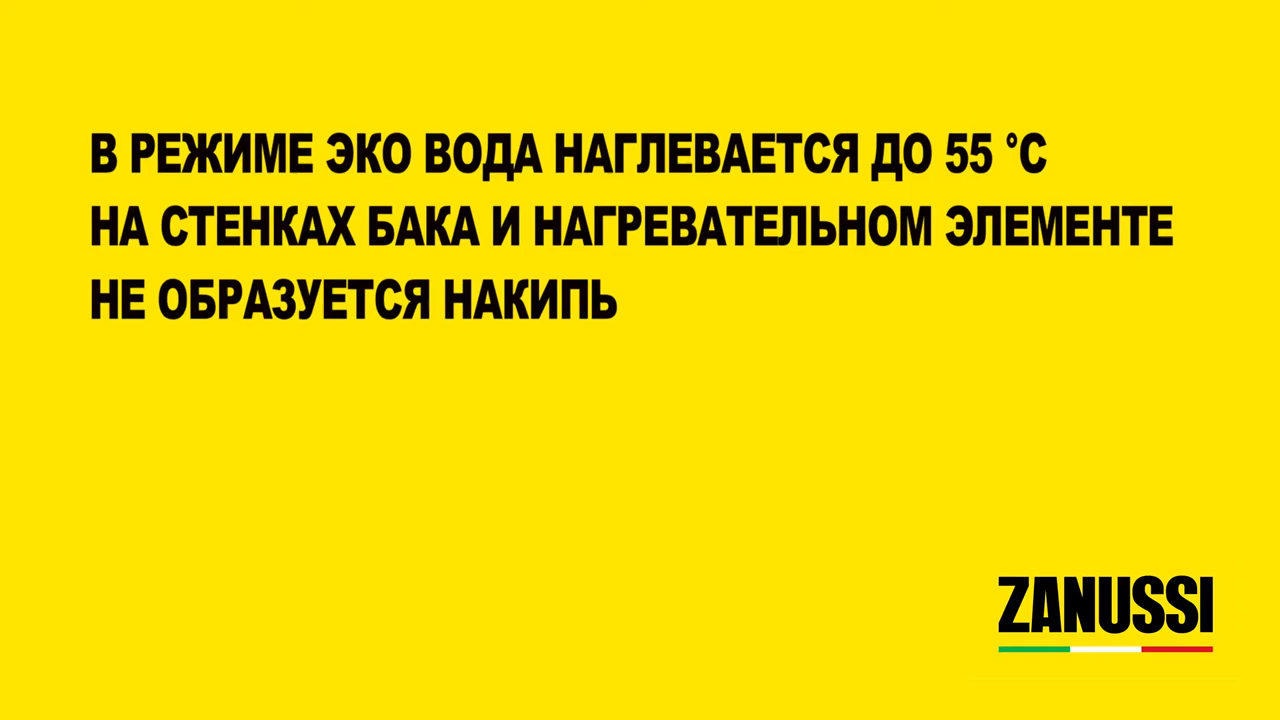 В РЕЖИМЕ ЭКО ВОДА НАГЛЕВАЕТСЯ ДО 55 °С
НА СТЕНКАХ БАКА И НАГРЕВАТЕЛЬНОМ ЭЛЕМЕНТЕ
НЕ ОБРАЗУЕТСЯ НАКИПЬ
ZANUSSI